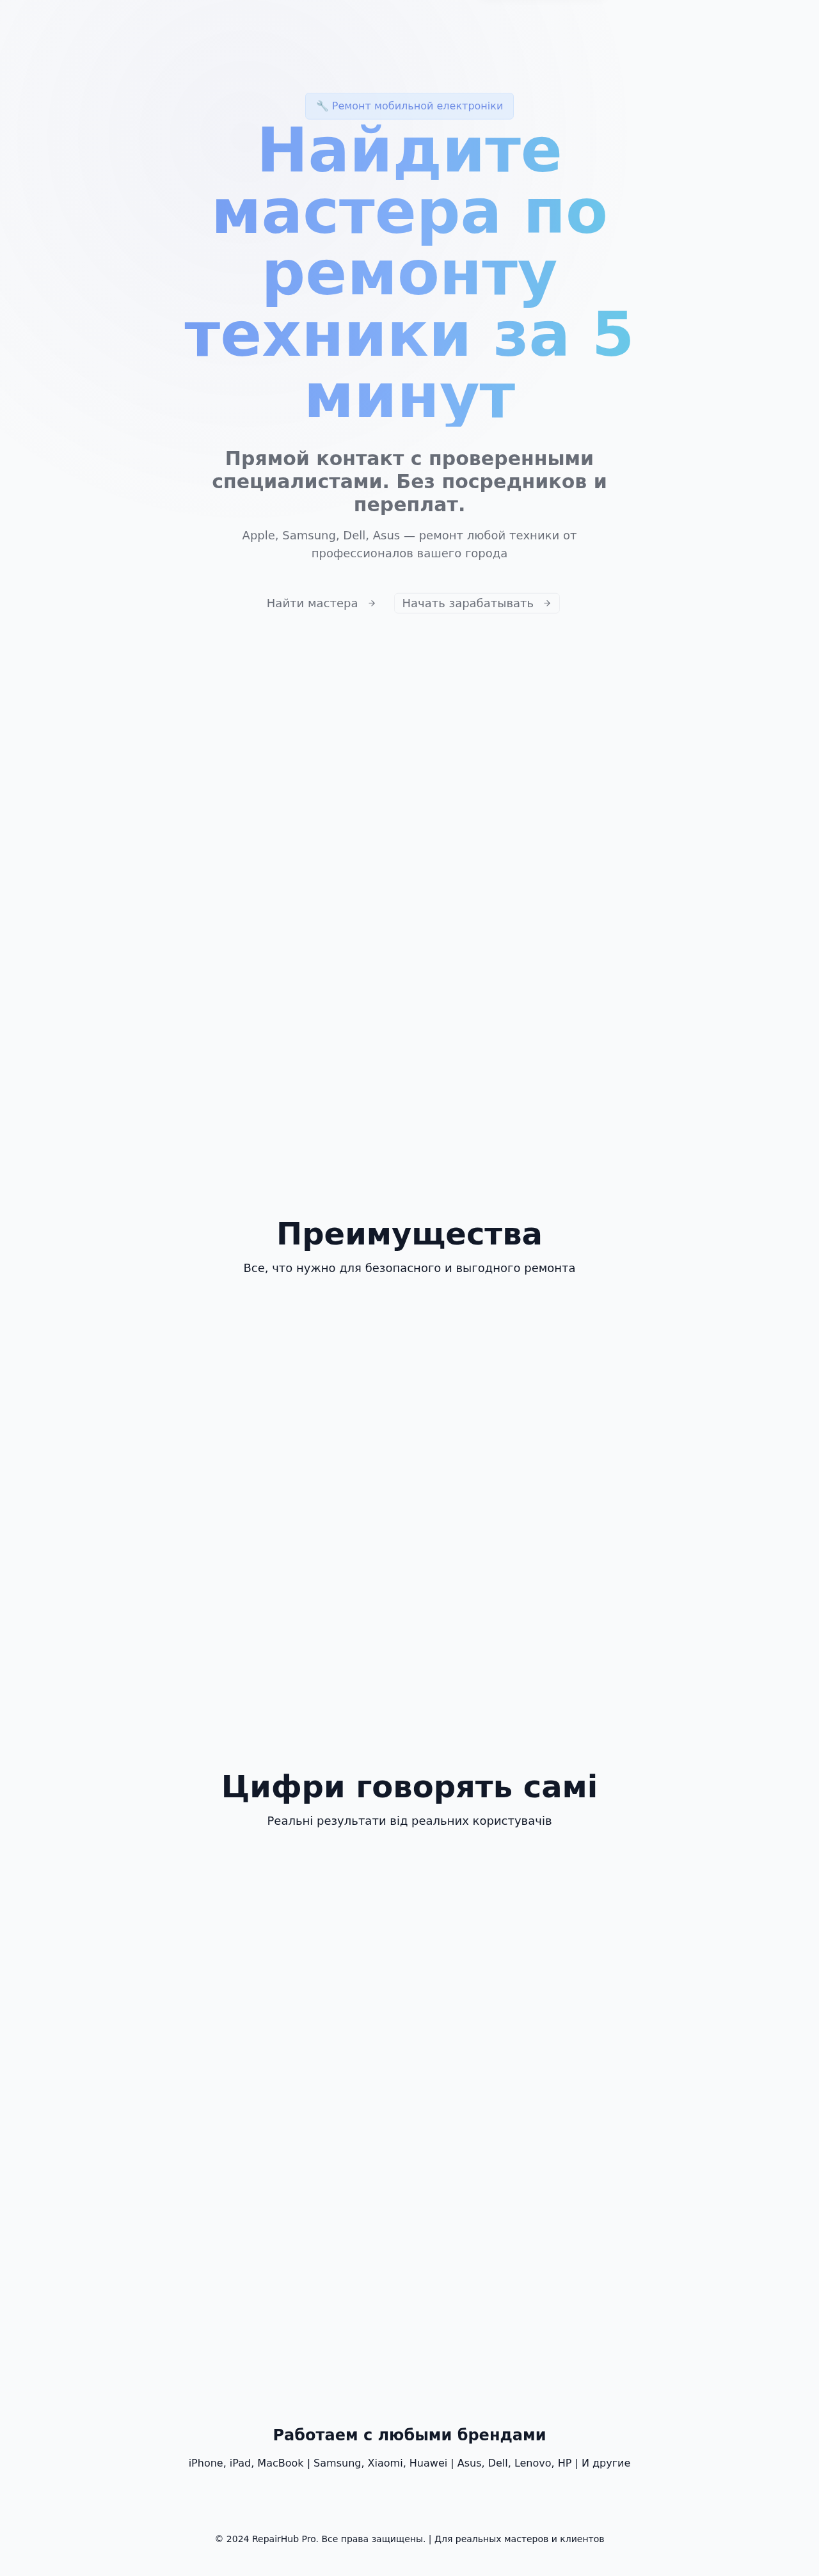 🔧 Ремонт мобильной електроніки
Найдите
мастера по
ремонту
техники за 5
минут
Прямой контакт с проверенными
специалистами. Без посредников и
переплат.
Apple, Samsung, Dell, Asus — ремонт любой техники от
профессионалов вашего города
Найти мастера →
Начать зарабатывать →
Преимущества
Все, что нужно для безопасного и выгодного ремонта
Цифри говорять самі
Реальні результати від реальних користувачів
Работаем с любыми брендами
iPhone, iPad, MacBook | Samsung, Xiaomi, Huawei | Asus, Dell, Lenovo, HP | И другие
© 2024 RepairHub Pro. Все права защищены. | Для реальных мастеров и клиентов